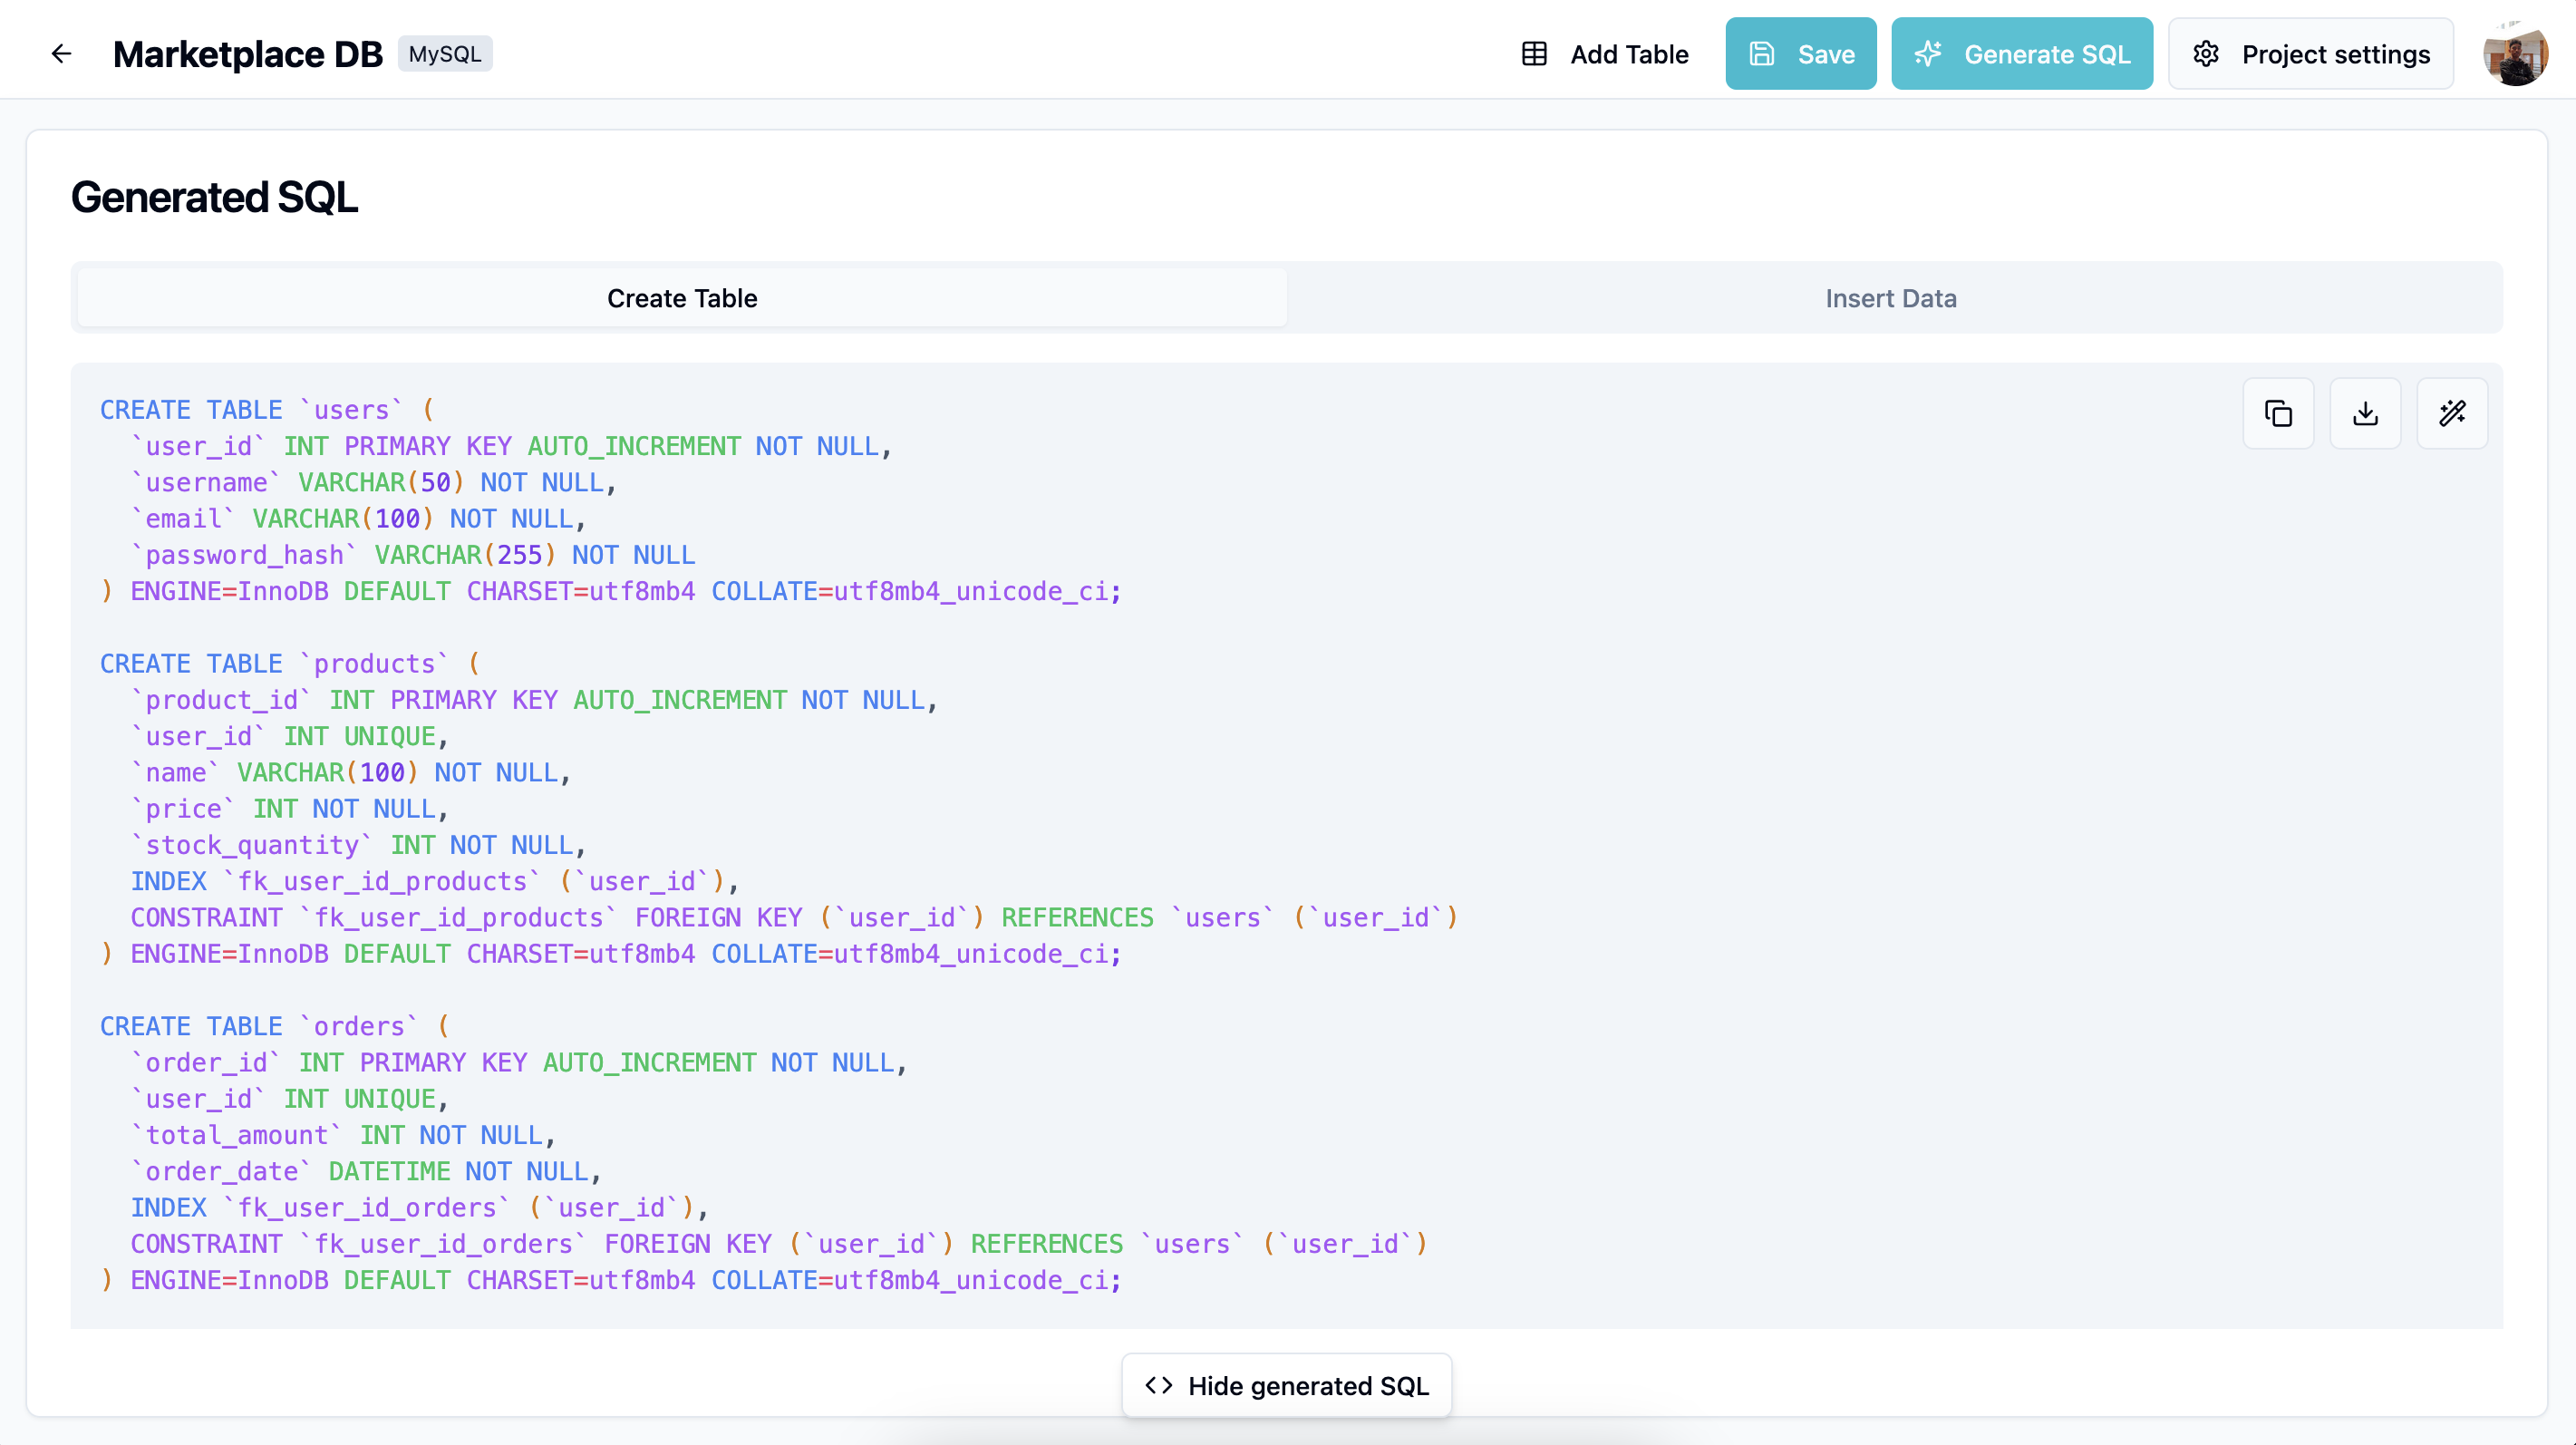 Marketplace DB MySQL Add Table Save Generate SQL Project settings
Generated SQL
Create Table Insert Data
CREATE TABLE `users` (
  `user_id` INT PRIMARY KEY AUTO_INCREMENT NOT NULL,
  `username` VARCHAR(50) NOT NULL,
  `email` VARCHAR(100) NOT NULL,
  `password_hash` VARCHAR(255) NOT NULL
) ENGINE=InnoDB DEFAULT CHARSET=utf8mb4 COLLATE=utf8mb4_unicode_ci;
CREATE TABLE `products` (
  `product_id` INT PRIMARY KEY AUTO_INCREMENT NOT NULL,
  `user_id` INT UNIQUE,
  `name` VARCHAR(100) NOT NULL,
  `price` INT NOT NULL,
  `stock_quantity` INT NOT NULL,
  INDEX `fk_user_id_products` (`user_id`),
  CONSTRAINT `fk_user_id_products` FOREIGN KEY (`user_id`) REFERENCES `users` (`user_id`)
) ENGINE=InnoDB DEFAULT CHARSET=utf8mb4 COLLATE=utf8mb4_unicode_ci;
CREATE TABLE `orders` (
  `order_id` INT PRIMARY KEY AUTO_INCREMENT NOT NULL,
  `user_id` INT UNIQUE,
  `total_amount` INT NOT NULL,
  `order_date` DATETIME NOT NULL,
  INDEX `fk_user_id_orders` (`user_id`),
  CONSTRAINT `fk_user_id_orders` FOREIGN KEY (`user_id`) REFERENCES `users` (`user_id`)
) ENGINE=InnoDB DEFAULT CHARSET=utf8mb4 COLLATE=utf8mb4_unicode_ci;
Hide generated SQL